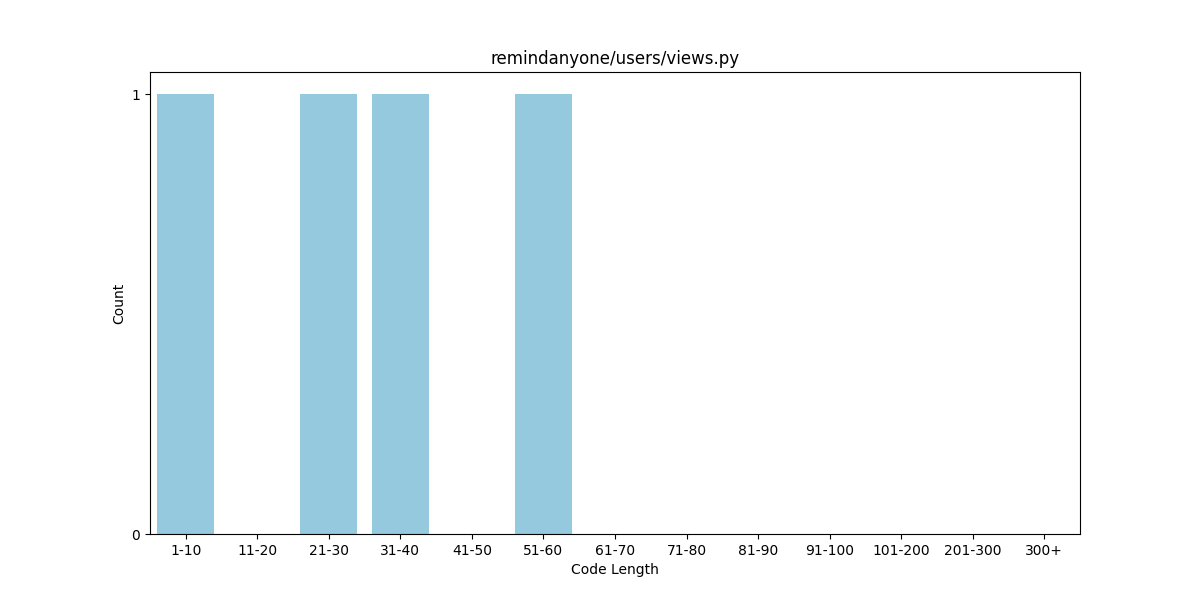 remindanyone/users/views.py
1
0
Count
1-10 11-20 21-30 31-40 41-50 51-60 61-70 71-80 81-90 91-100 101-200 201-300 300+
Code Length